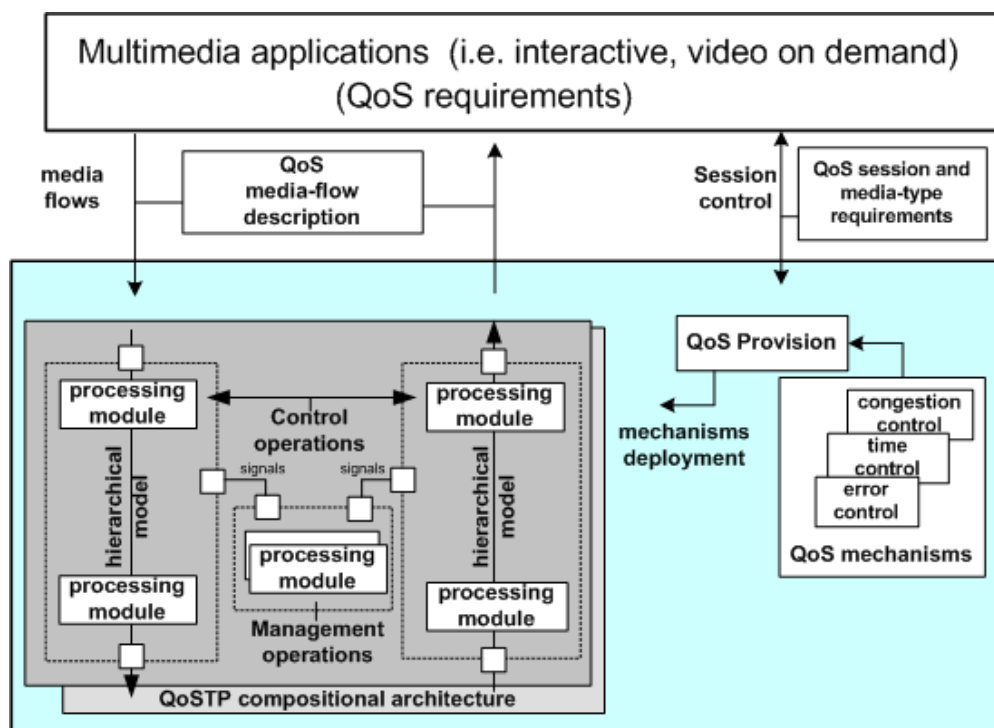 Multimedia applications (i.e. interactive, video on demand)
(QoS requirements)
media
flows
QoS
media-flow
description
Session
control
QoS session and
media-type
requirements
processing
module
hierarchical
model
processing
module
Control
operations
signals
signals
processing
module
Management
operations
processing
module
hierarchical
model
processing
module
QoSTP compositional architecture
QoS Provision
mechanisms
deployment
congestion
control
time
control
error
control
QoS mechanisms